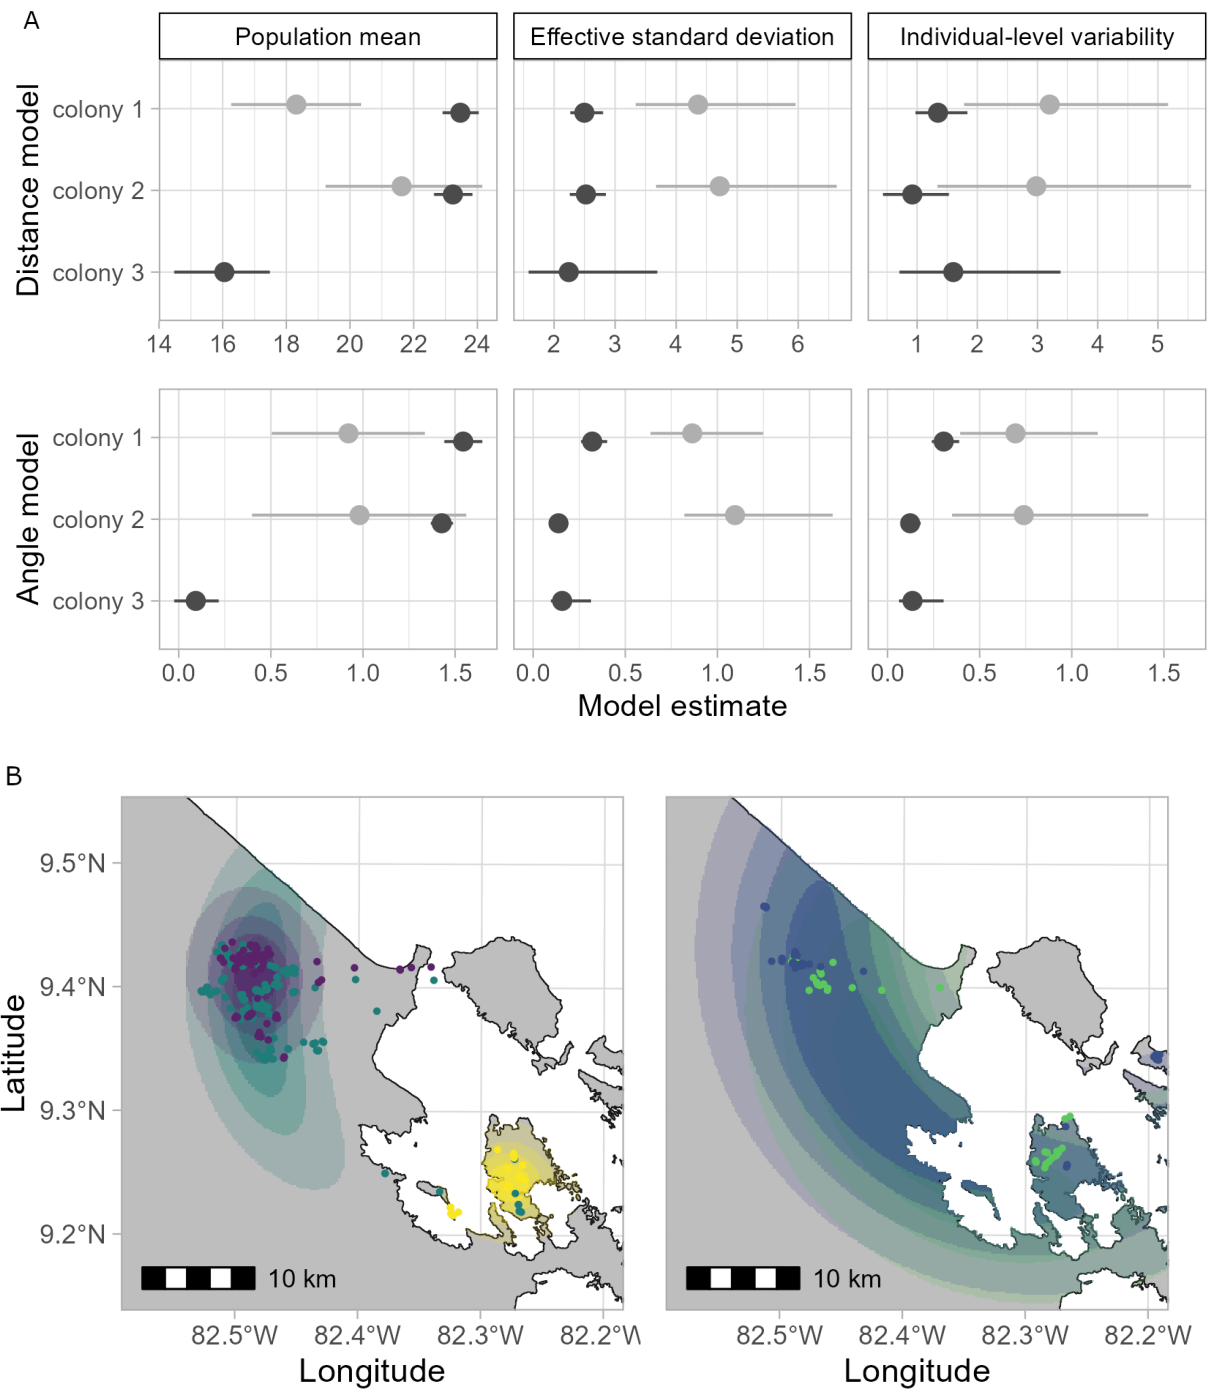 A
Population mean
Effective standard deviation
Individual-level variability
Distance model
colony 1
colony 2
colony 3
14 16 18 20 22 24
2 3 4 5 6
1 2 3 4 5
Angle model
colony 1
colony 2
colony 3
0.0 0.5 1.0 1.5
0.0 0.5 1.0 1.5
0.0 0.5 1.0 1.5
Model estimate
B
Latitude
9.5°N
9.4°N
9.3°N
9.2°N
10 km
10 km
82.5°W 82.4°W 82.3°W 82.2°W
82.5°W 82.4°W 82.3°W 82.2°W
Longitude
Longitude